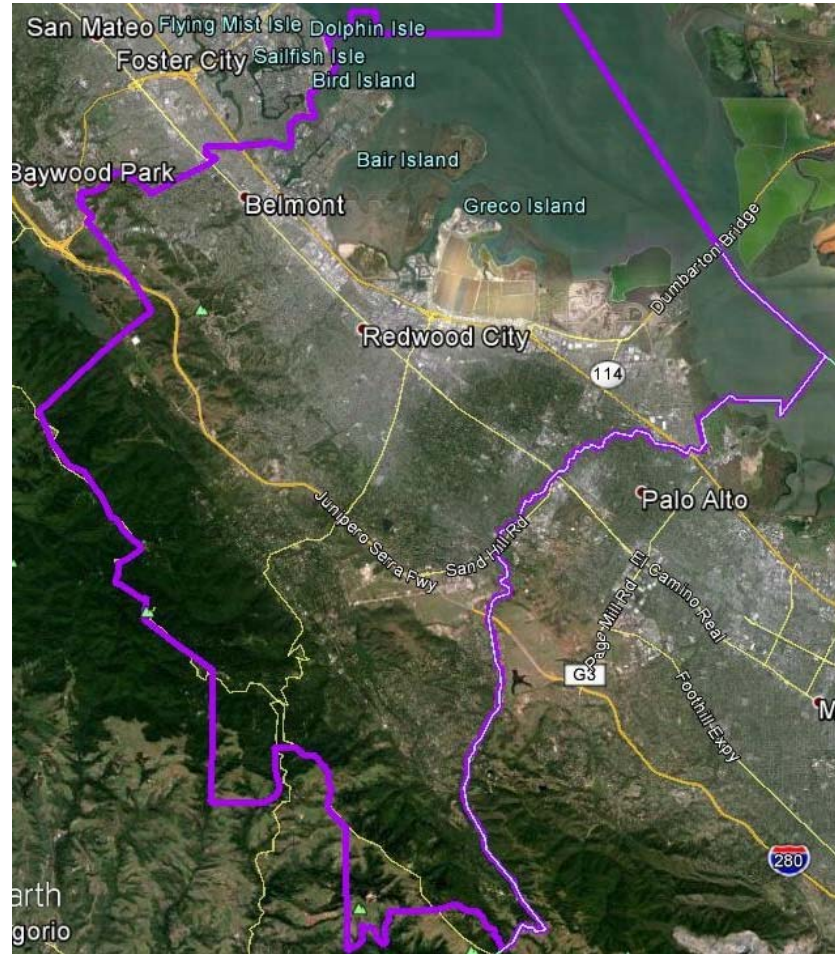 San Mateo
Flying Mist Isle
Dolphin Isle
Foster City
Sailfish Isle
Bird Island
Baywood Park
Bair Island
Belmont
Greco Island
Dumbarton Bridge
Redwood City
114
Palo Alto
Junipero Serra Fwy
Sand Hill Rd
El Camino Real
Page Mill Rd
G3
M
Foothill Expy
280
arth
gorio